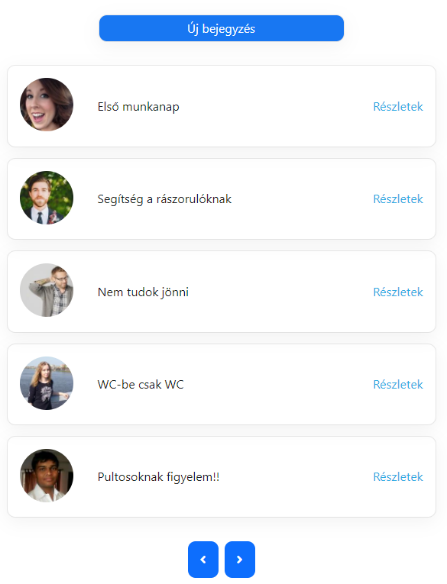 Új bejegyzés
Első munkanap Részletek
Segítség a rászorulóknak Részletek
Nem tudok jönni Részletek
WC-be csak WC Részletek
Pultosoknak figyelem!! Részletek